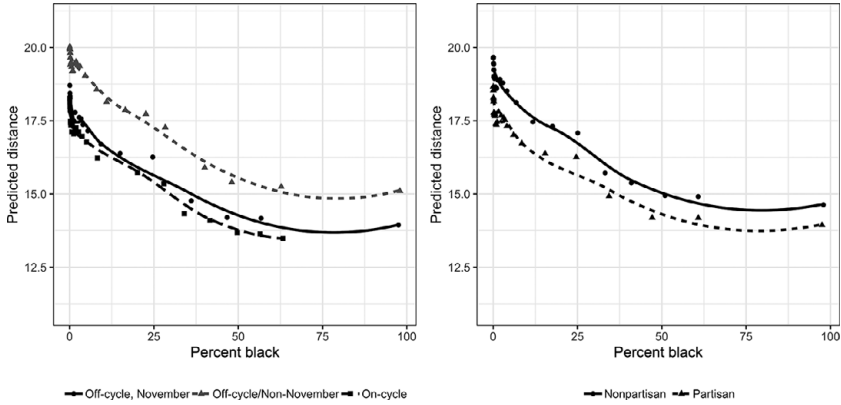 20.0
17.5
15.0
12.5
Predicted distance
0 25 50 75 100
Percent black
Off-cycle, November Off-cycle/Non-November On-cycle
20.0
17.5
15.0
12.5
Predicted distance
0 25 50 75 100
Percent black
Nonpartisan Partisan